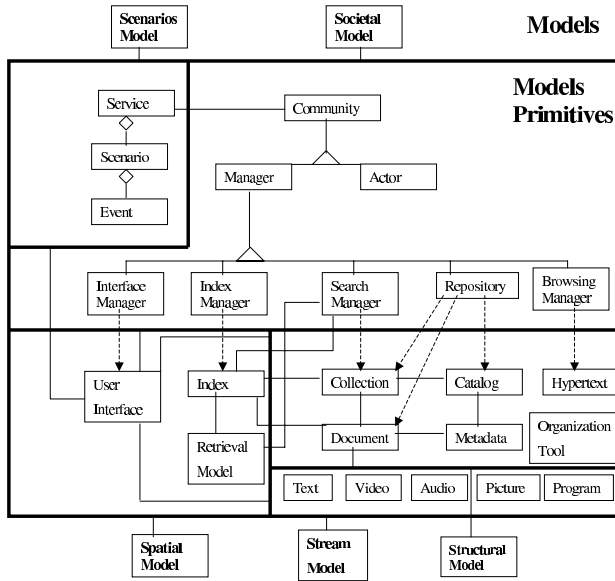 Scenarios
Model
Societal
Model
Models
Models
Primitives
Service
Community
Scenario
Manager
Actor
Event
Interface
Manager
Index
Manager
Search
Manager
Repository
Browsing
Manager
User
Interface
Index
Collection
Catalog
Hypertext
Retrieval
Model
Document
Metadata
Organization
Tool
Text
Video
Audio
Picture
Program
Spatial
Model
Stream
Model
Structural
Model